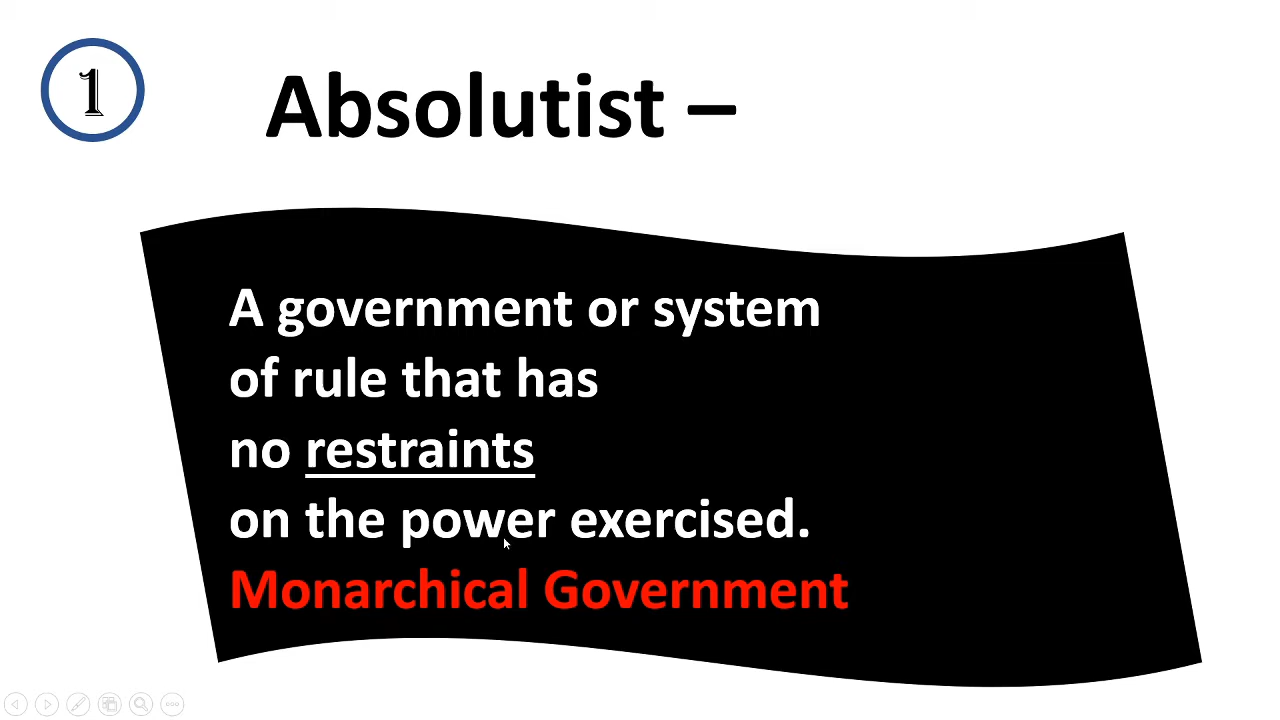 1
Absolutist –
A government or system
of rule that has
no restraints
on the power exercised.
Monarchical Government